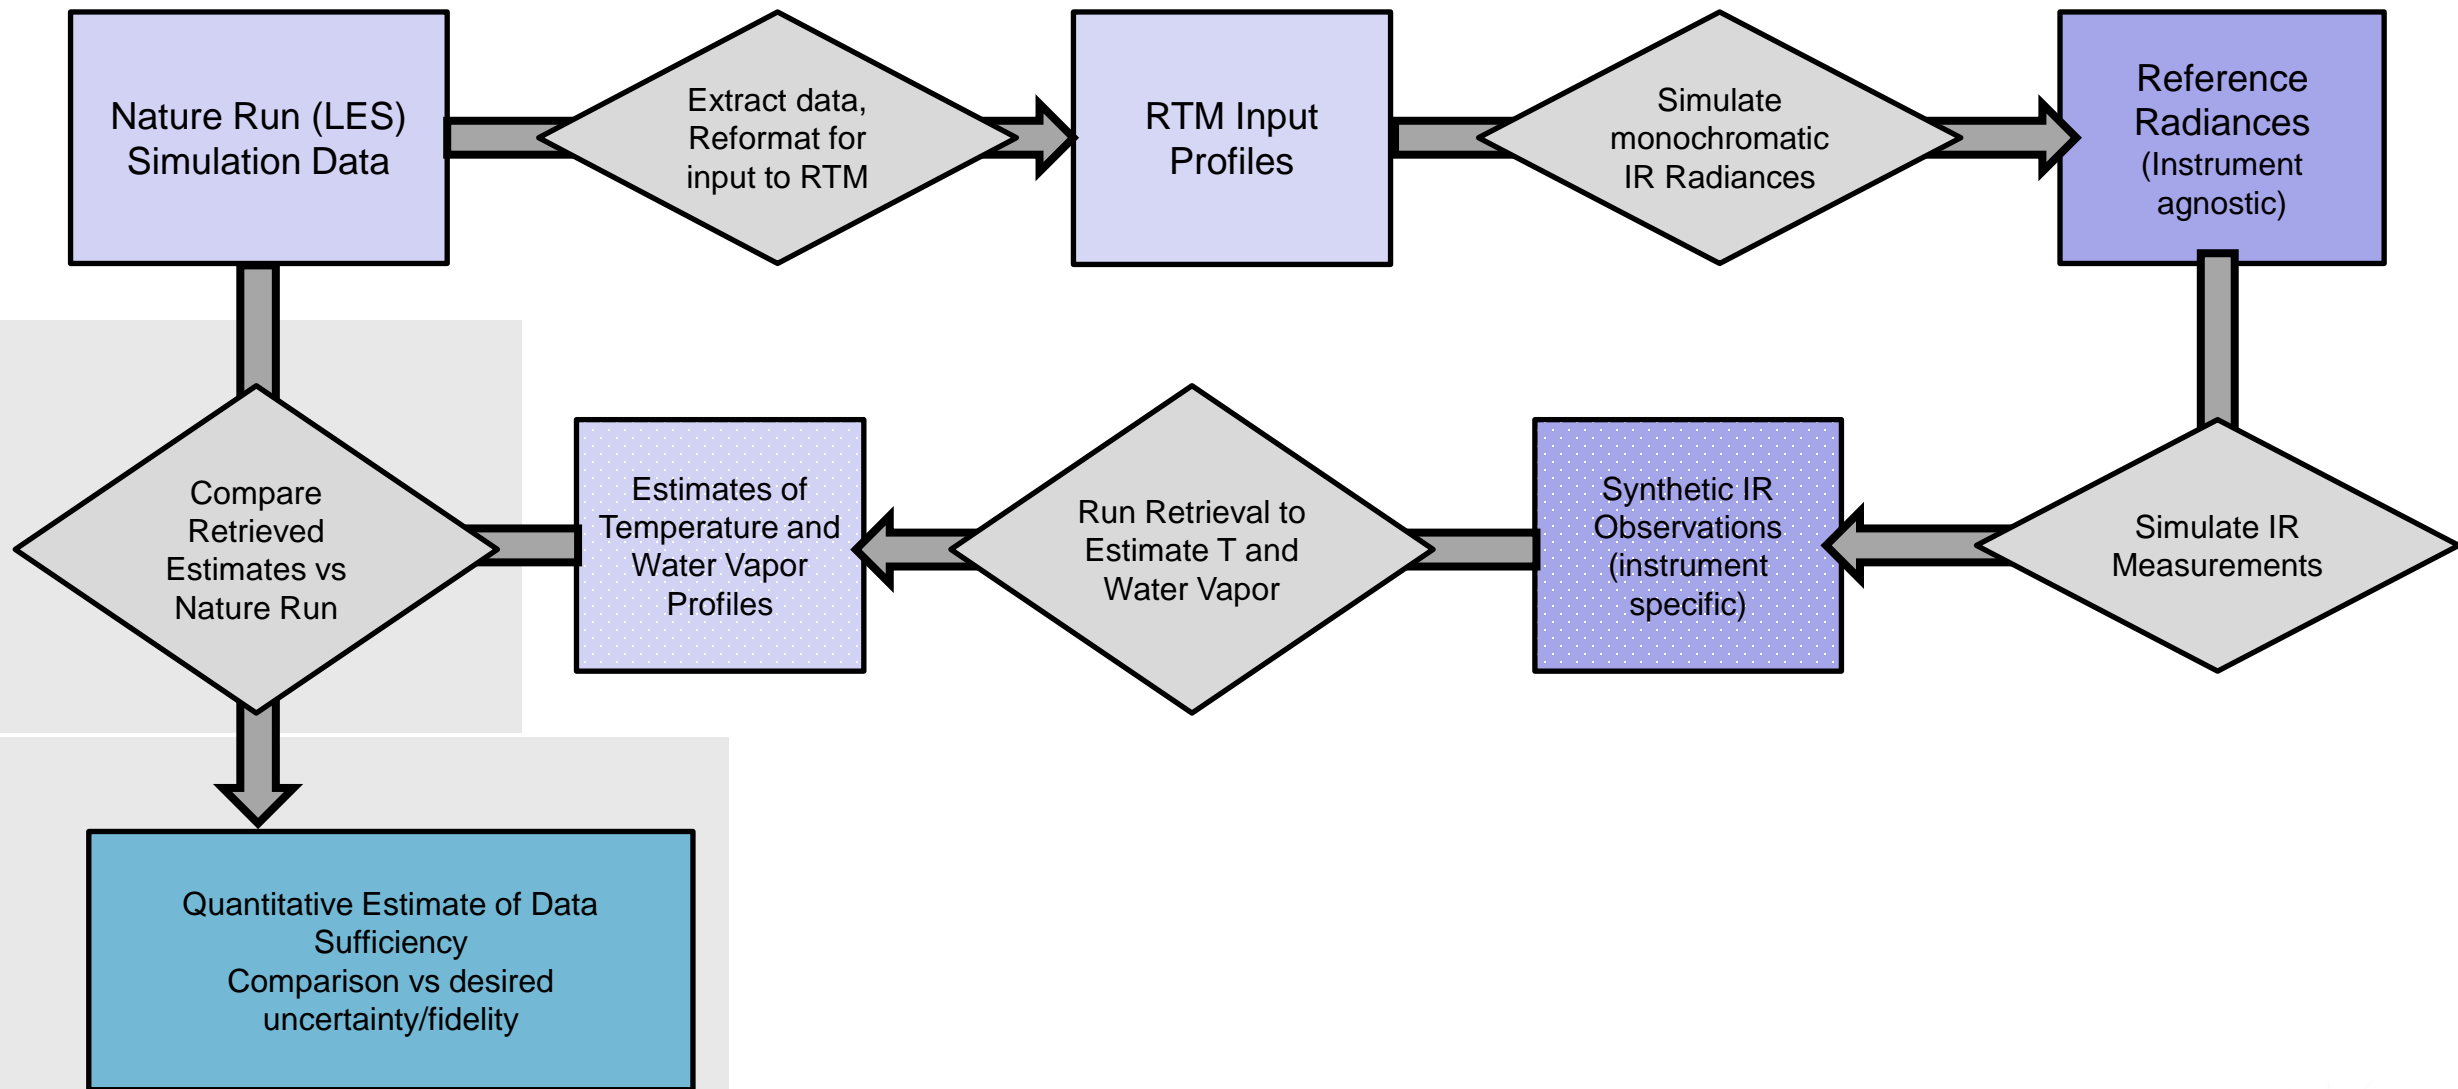 Nature Run (LES)
Simulation Data
Extract data,
Reformat for
input to RTM
RTM Input
Profiles
Simulate
monochromatic
IR Radiances
Reference
Radiances
(Instrument
agnostic)
Compare
Retrieved
Estimates vs
Nature Run
Estimates of
Temperature and
Water Vapor
Profiles
Run Retrieval to
Estimate T and
Water Vapor
Synthetic IR
Observations
(instrument
specific)
Simulate IR
Measurements
Quantitative Estimate of Data
Sufficiency
Comparison vs desired
uncertainty/fidelity